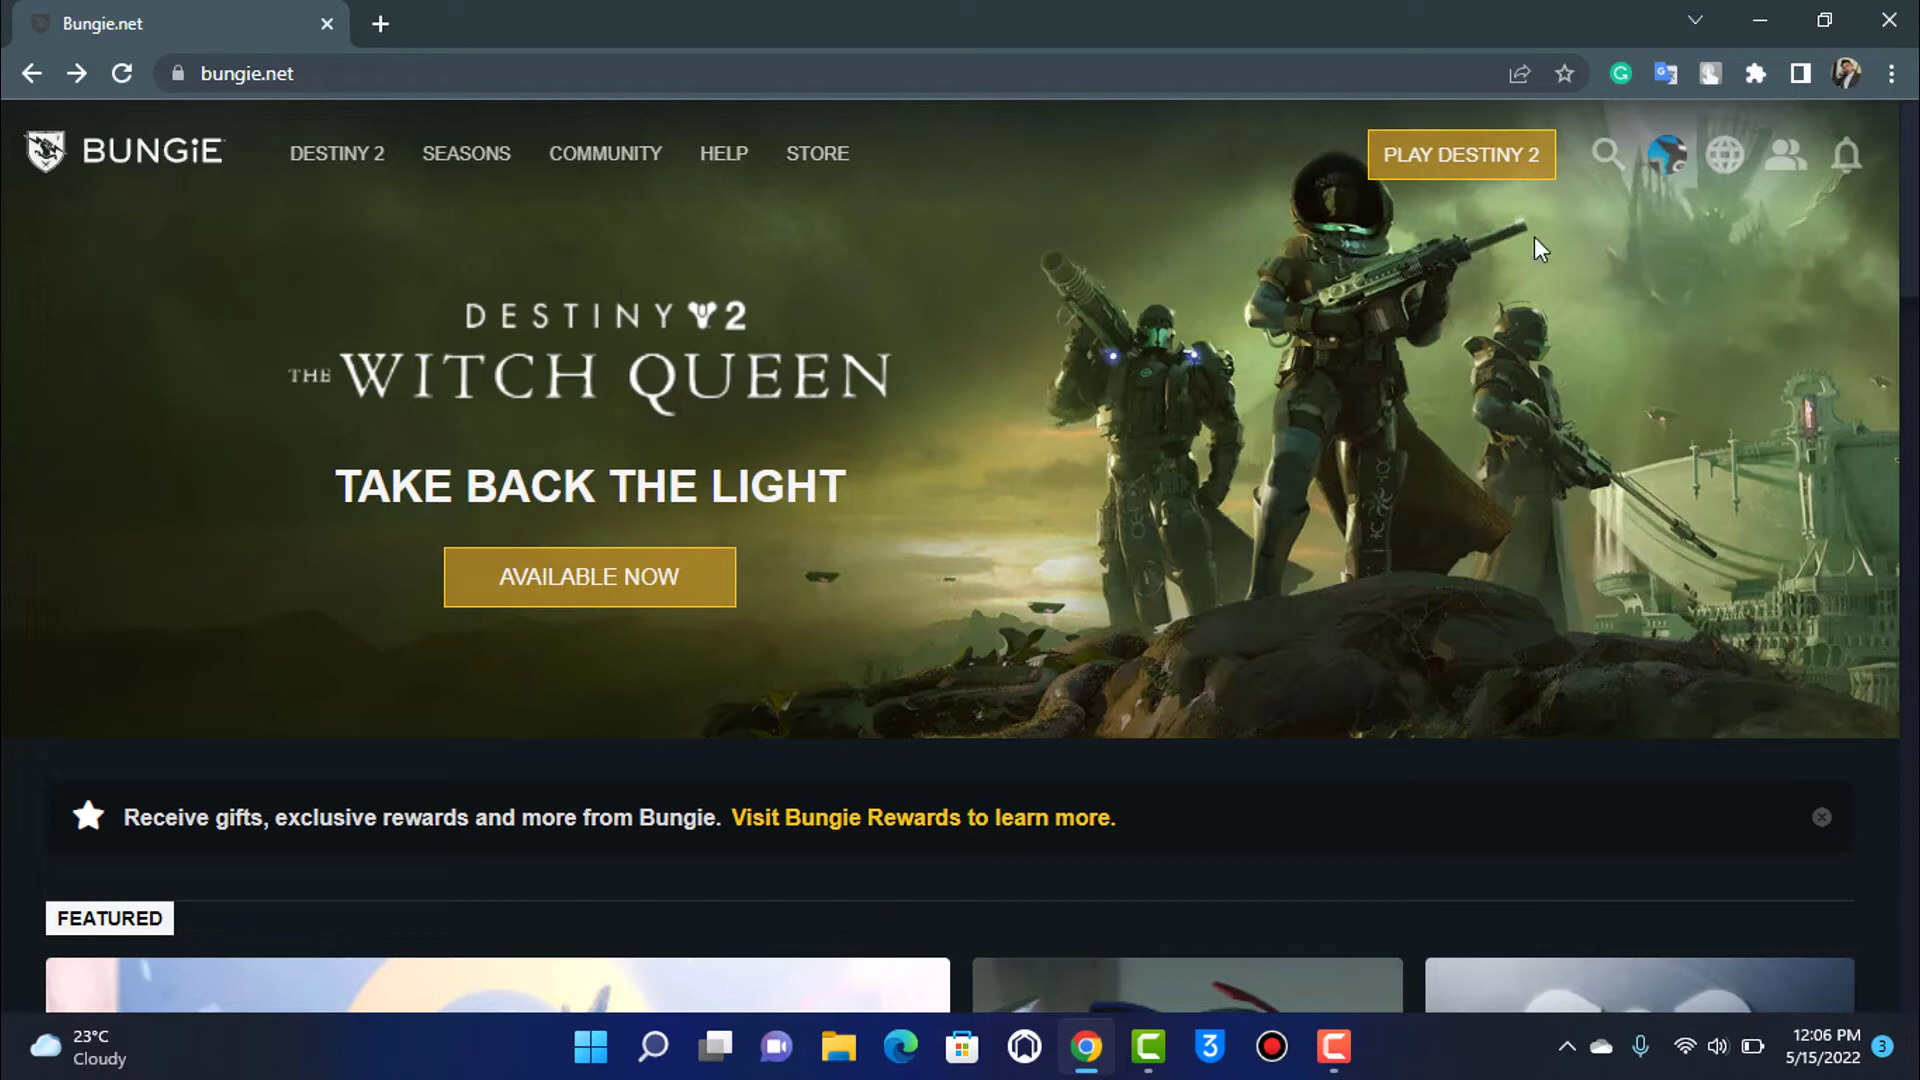 Bungie.net
bungie.net
BUNGiE
DESTINY 2
SEASONS
COMMUNITY
HELP
STORE
PLAY DESTINY 2
DESTINY 2
THE WITCH QUEEN
TAKE BACK THE LIGHT
AVAILABLE NOW
Receive gifts, exclusive rewards and more from Bungie. Visit Bungie Rewards to learn more.
FEATURED
23°C
Cloudy
12:06 PM
5/15/2022
3